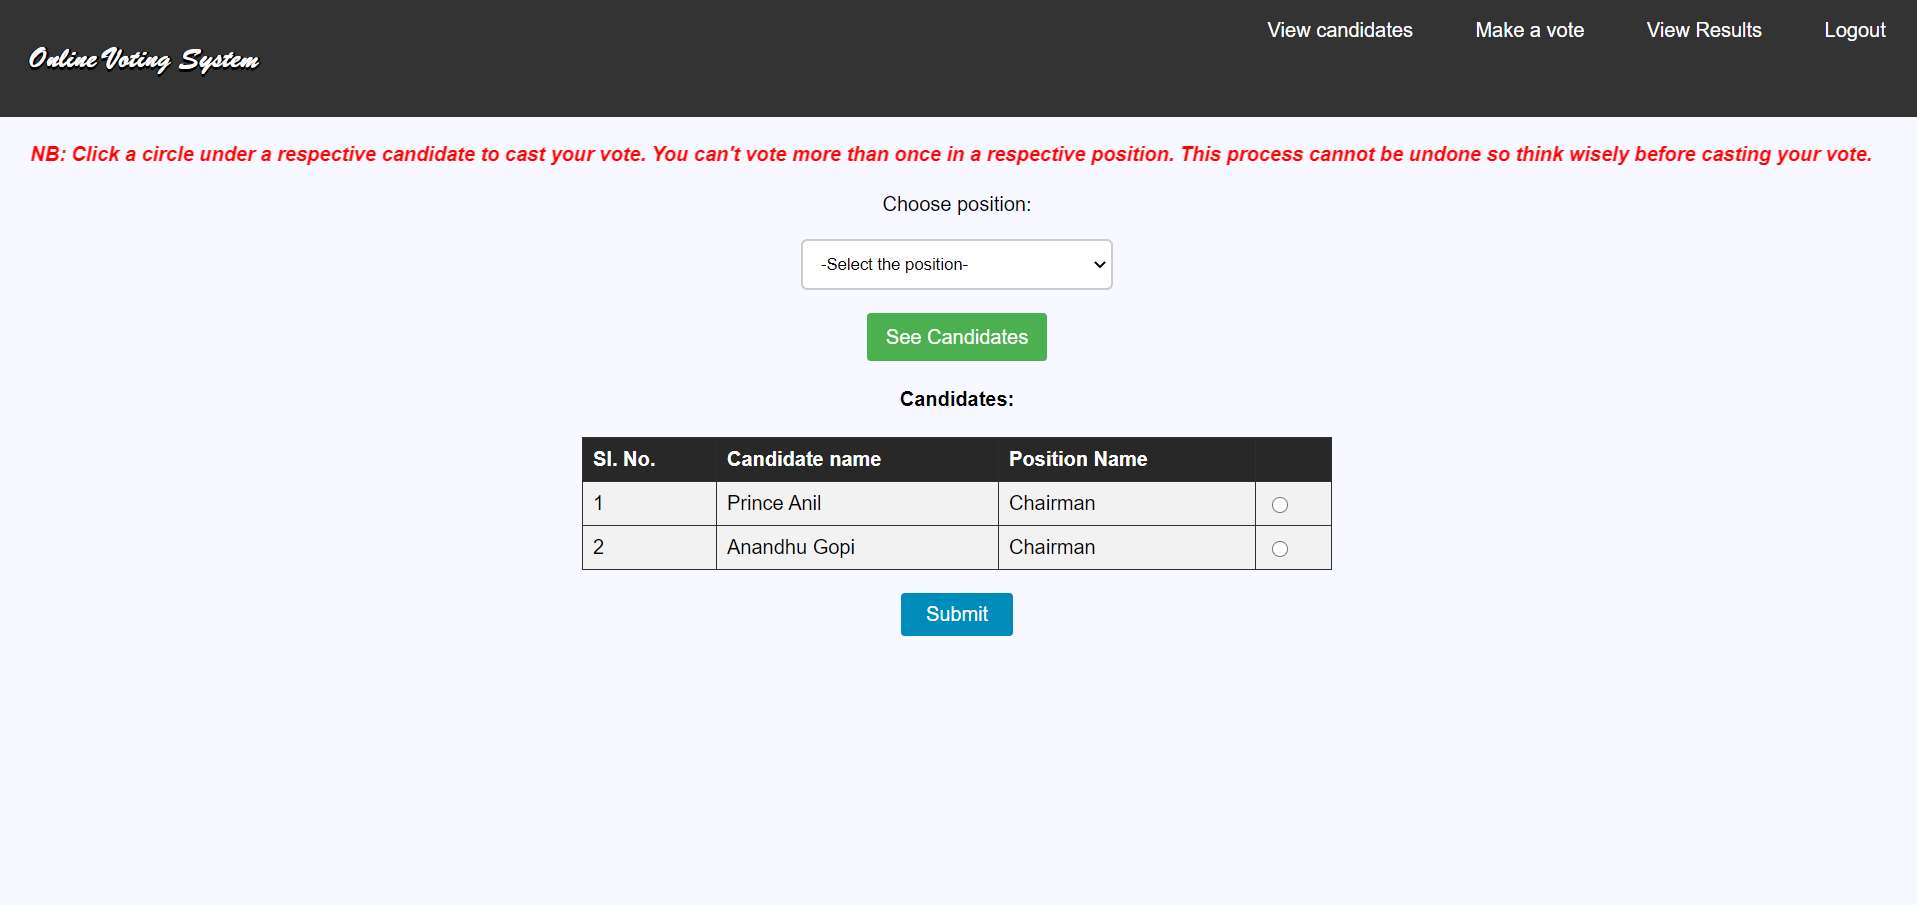 Online Voting System
View candidates Make a vote View Results Logout
NB: Click a circle under a respective candidate to cast your vote. You can't vote more than once in a respective position. This process cannot be undone so think wisely before casting your vote.
Choose position:
-Select the position-
See Candidates
Candidates:
Sl. No. Candidate name Position Name
1 Prince Anil Chairman
2 Anandhu Gopi Chairman
Submit